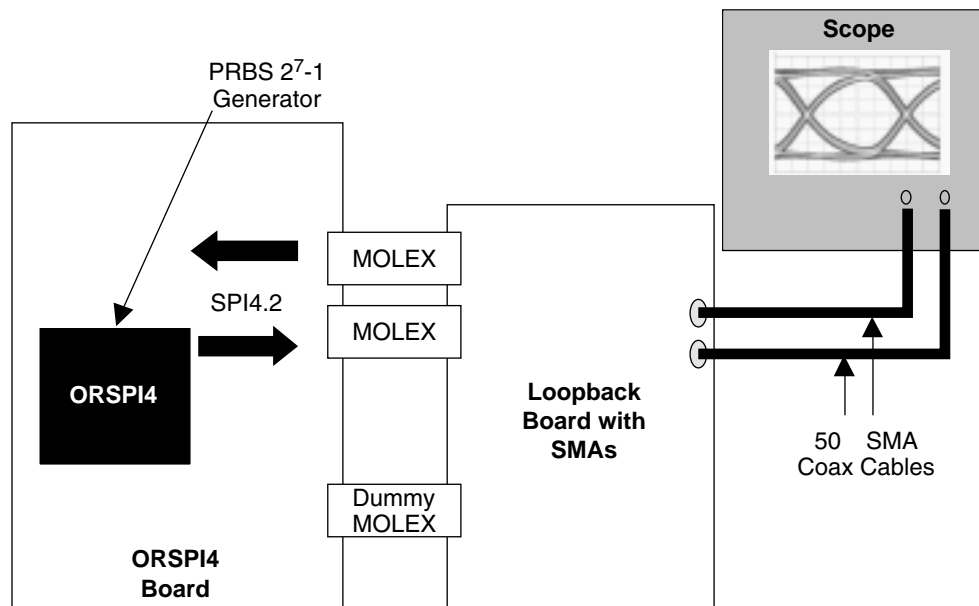 Scope
PRBS 2⁷-1
Generator
MOLEX
SPI4.2
MOLEX
ORSPI4
Loopback
Board with
SMAs
50 SMA
Coax Cables
Dummy
MOLEX
ORSPI4
Board